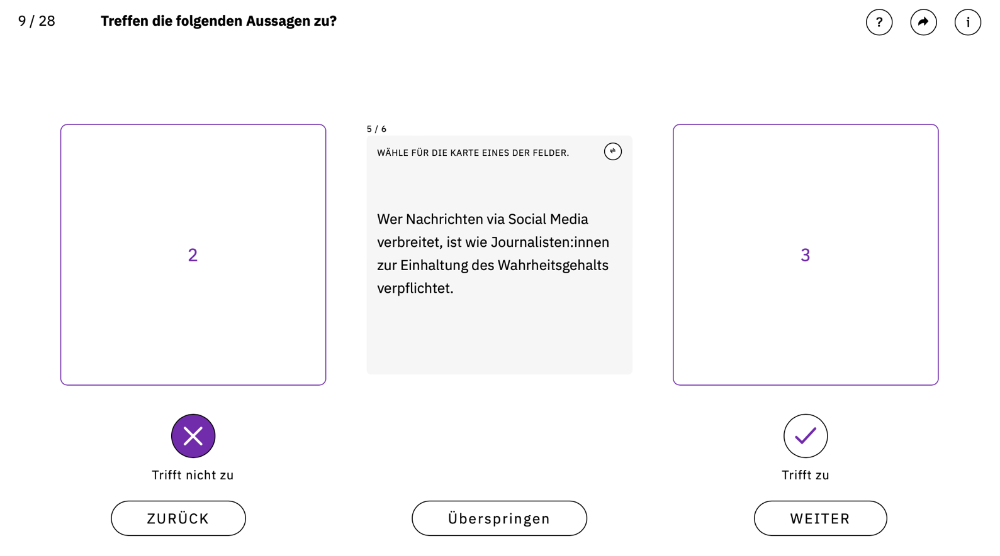 9 / 28
Treffen die folgenden Aussagen zu?
?
i
2
5 / 6
WÄHLE FÜR DIE KARTE EINES DER FELDER.
Wer Nachrichten via Social Media
verbreitet, ist wie Journalisten:innen
zur Einhaltung des Wahrheitsgehalts
verpflichtet.
3
Trifft nicht zu
Trifft zu
ZURÜCK
Überspringen
WEITER